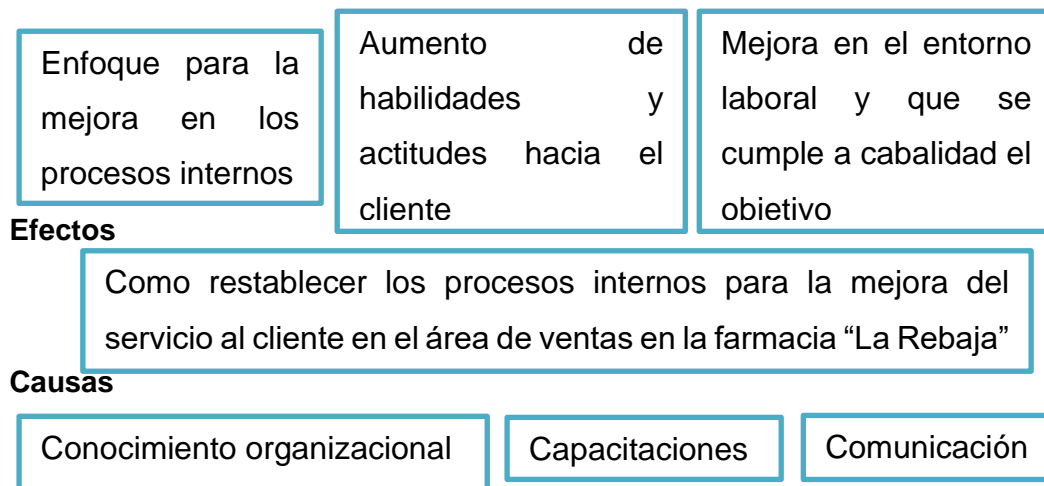 Enfoque para la
mejora en los
procesos internos
Aumento de
habilidades y
actitudes hacia el
cliente
Mejora en el entorno
laboral y que se
cumple a cabalidad el
objetivo
Efectos
Como restablecer los procesos internos para la mejora del
servicio al cliente en el área de ventas en la farmacia “La Rebaja”
Causas
Conocimiento organizacional
Capacitaciones
Comunicación